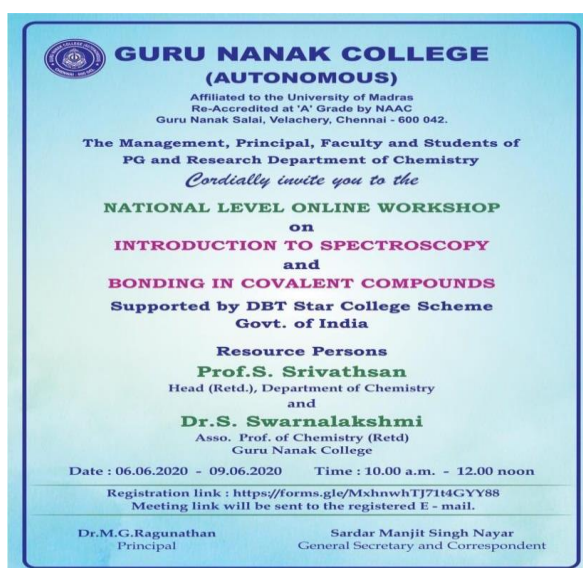 GURU NANAK COLLEGE
(AUTONOMOUS)
Affiliated to the University of Madras
Re-Accredited at 'A' Grade by NAAC
Guru Nanak Salai, Velachery, Chennai - 600 042.
The Management, Principal, Faculty and Students of
PG and Research Department of Chemistry
Cordially invite you to the
NATIONAL LEVEL ONLINE WORKSHOP
on
INTRODUCTION TO SPECTROSCOPY
and
BONDING IN COVALENT COMPOUNDS
Supported by DBT Star College Scheme
Govt. of India
Resource Persons
Prof.S. Srivathsan
Head (Retd.), Department of Chemistry
and
Dr.S. Swarnalakshmi
Asso. Prof. of Chemistry (Retd)
Guru Nanak College
Date : 06.06.2020 - 09.06.2020 Time : 10.00 a.m. - 12.00 noon
Registration link : https://forms.gle/MxhnwhTJ71t4GYY88
Meeting link will be sent to the registered E - mail.
Dr.M.G.Ragunathan Sardar Manjit Singh Nayar
Principal General Secretary and Correspondent